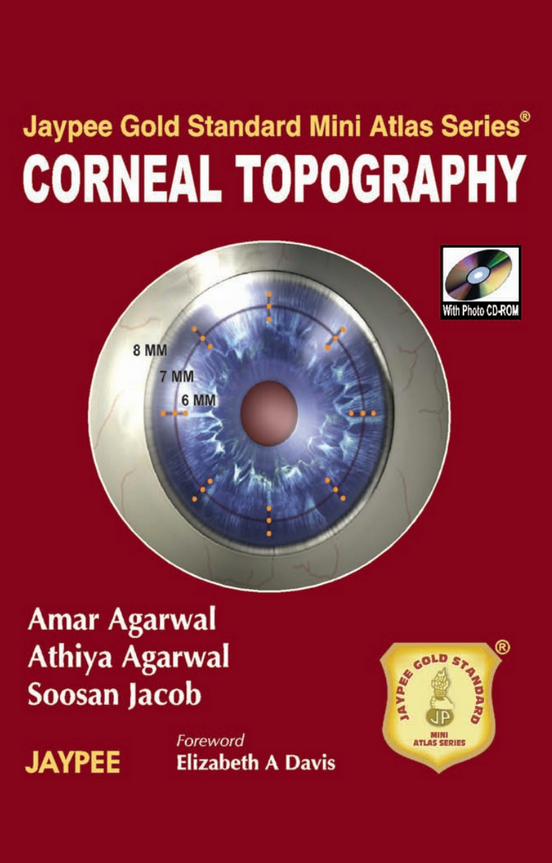 Jaypee Gold Standard Mini Atlas Series®
CORNEAL TOPOGRAPHY
With Photo CD-ROM
8 MM
7 MM
6 MM
Amar Agarwal
Athiya Agarwal
Soosan Jacob
JAYPEE GOLD STANDARD
®
JP
MINI
ATLAS SERIES
JAYPEE
Foreword
Elizabeth A Davis